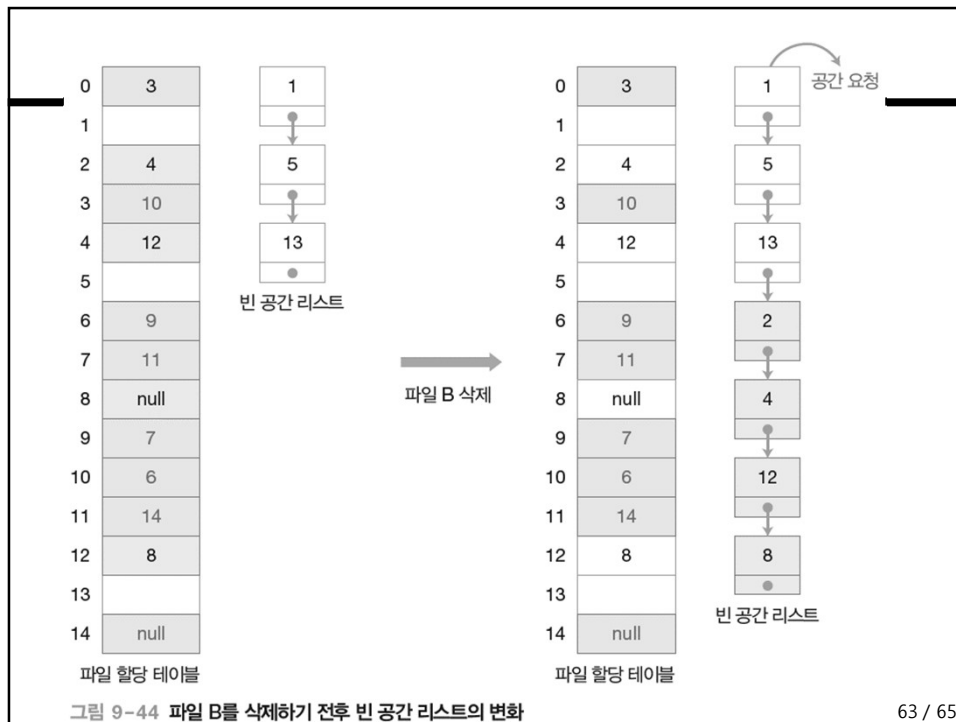 0 3 1 0 3 1 공간 요청
1 1
2 4 5 2 4 5
3 10 3 10
4 12 13 4 12 13
5 5
빈 공간 리스트
6 9 6 9 2
7 11 7 11
파일 B 삭제
8 null 8 null 4
9 7 9 7
10 6 10 6 12
11 14 11 14
12 8 12 8 8
13 13
빈 공간 리스트
14 null 14 null
파일 할당 테이블 파일 할당 테이블
그림 9-44 파일 B를 삭제하기 전후 빈 공간 리스트의 변화 63 / 65